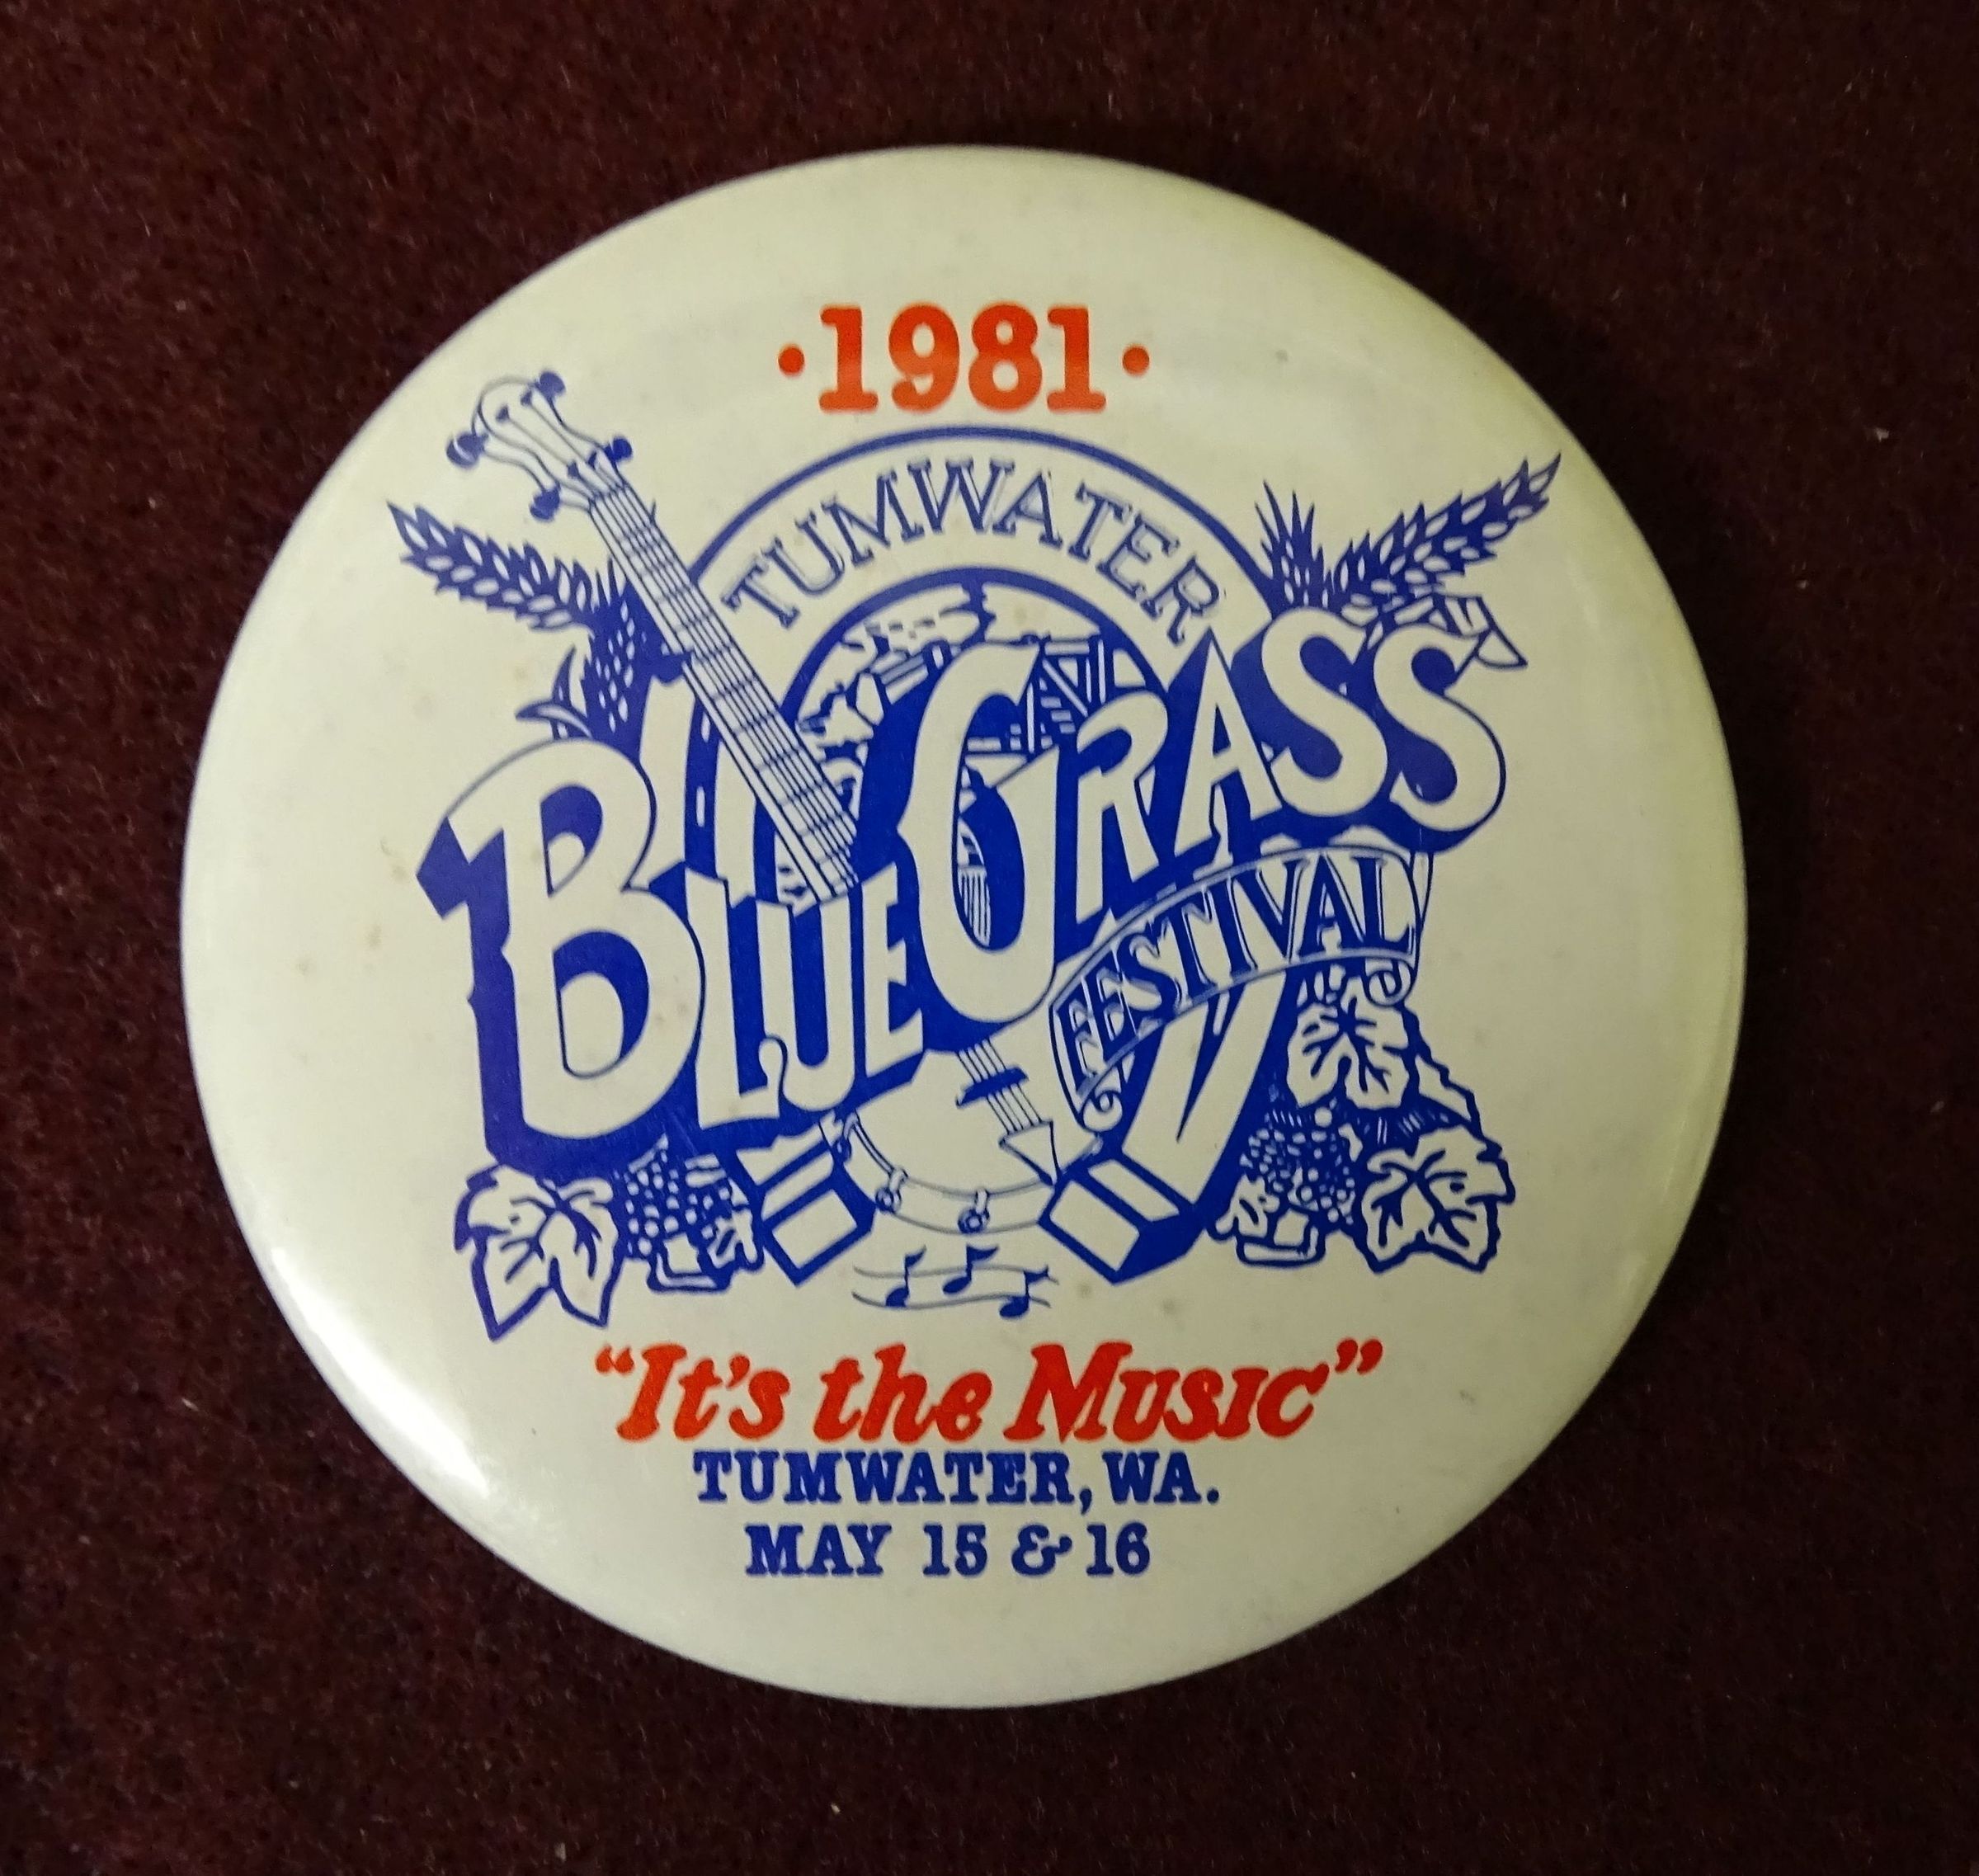 ·1981·
TUMWATER
BLUEGRASS
FESTIVAL
“It's the Music”
TUMWATER, WA.
MAY 15 & 16